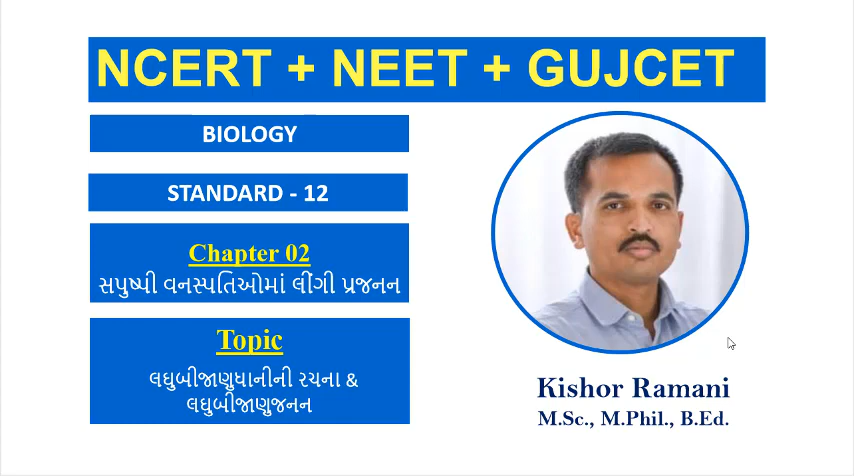 NCERT + NEET + GUJCET
BIOLOGY
STANDARD - 12
Chapter 02
સપુષ્પી વનસ્પતિઓમાં લીંગી પ્રજનન
Topic
લઘુબીજાણુધાનીની રચના &
લઘુબીજાણુજનન
Kishor Ramani
M.Sc., M.Phil., B.Ed.